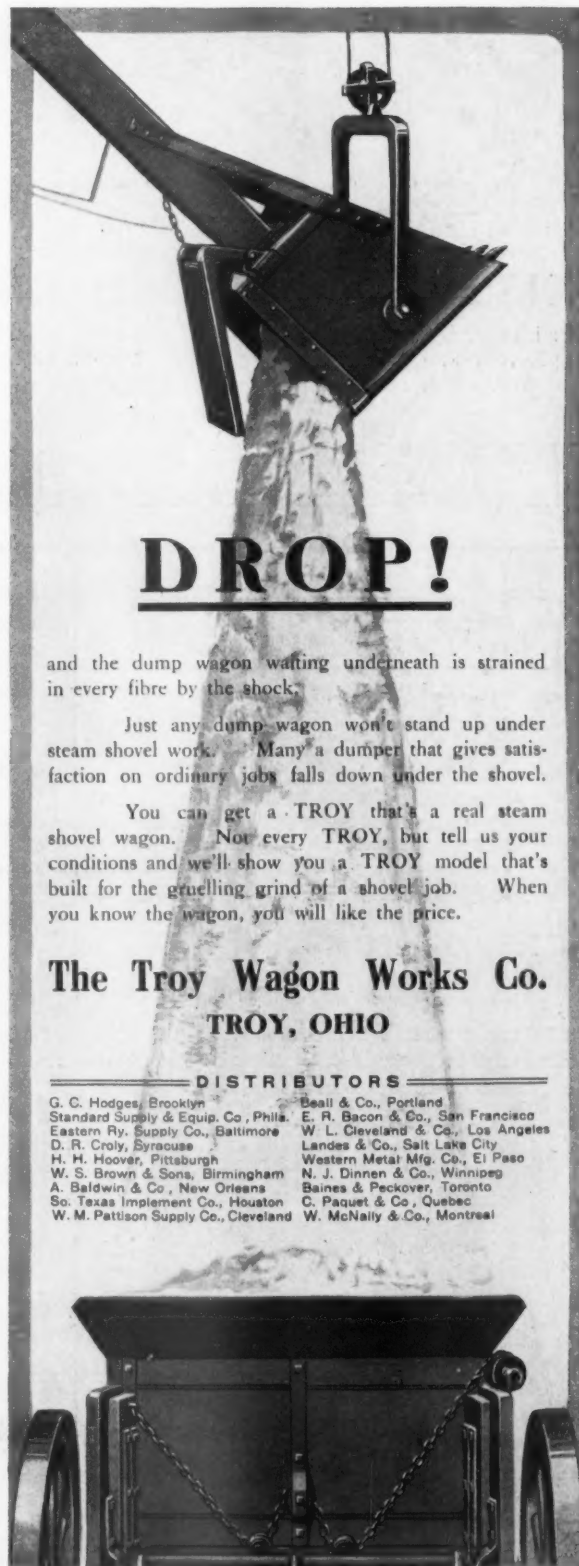 DROP!
and the dump wagon waiting underneath is strained
in every fibre by the shock.
Just any dump wagon won't stand up under
steam shovel work. Many a dumper that gives satis-
faction on ordinary jobs falls down under the shovel.
You can get a TROY that's a real steam
shovel wagon. Not every TROY, but tell us your
conditions and we'll show you a TROY model that's
built for the gruelling grind of a shovel job. When
you know the wagon, you will like the price.
The Troy Wagon Works Co.
TROY, OHIO
DISTRIBUTORS
G. C. Hodges, Brooklyn
Standard Supply & Equip. Co., Phila.
Eastern Ry. Supply Co., Baltimore
D. R. Croly, Syracuse
H. H. Hoover, Pittsburgh
W. S. Brown & Sons, Birmingham
A. Baldwin & Co., New Orleans
So. Texas Implement Co., Houston
W. M. Pattison Supply Co., Cleveland
Beall & Co., Portland
E. R. Bacon & Co., San Francisco
W. L. Cleveland & Co., Los Angeles
Landes & Co., Salt Lake City
Western Metal Mfg. Co., El Paso
N. J. Dinnen & Co., Winnipeg
Baines & Peckover, Toronto
C. Paquet & Co., Quebec
W. McNally & Co., Montreal